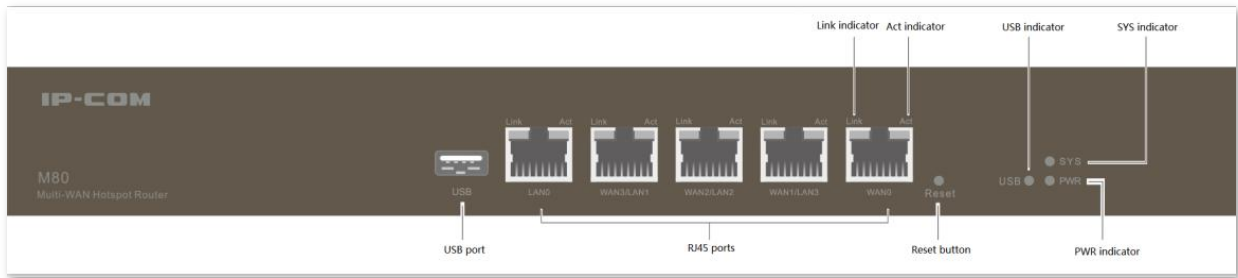 Link indicator Act indicator USB indicator SYS indicator
IP-COM
Link Act Link Act Link Act Link Act Link Act
SYS
M80
USB PWR
Multi-WAN Hotspot Router
USB LAN0 WAN3/LAN1 WAN2/LAN2 WAN1/LAN3 WAN0 Reset
USB port RJ45 ports Reset button PWR indicator